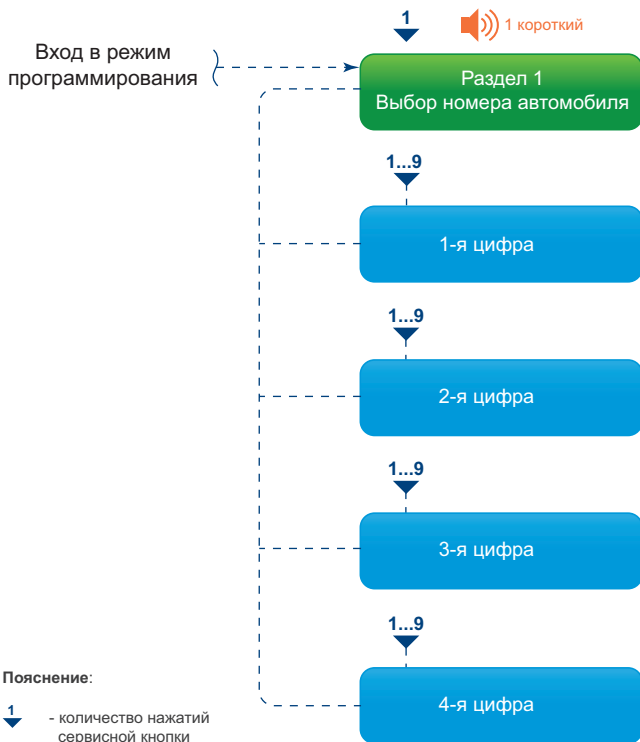 1
1 короткий
Вход в режим
программирования
Раздел 1
Выбор номера автомобиля
1...9
1-я цифра
1...9
2-я цифра
1...9
3-я цифра
1...9
4-я цифра
Пояснение:
1
- количество нажатий
сервисной кнопки